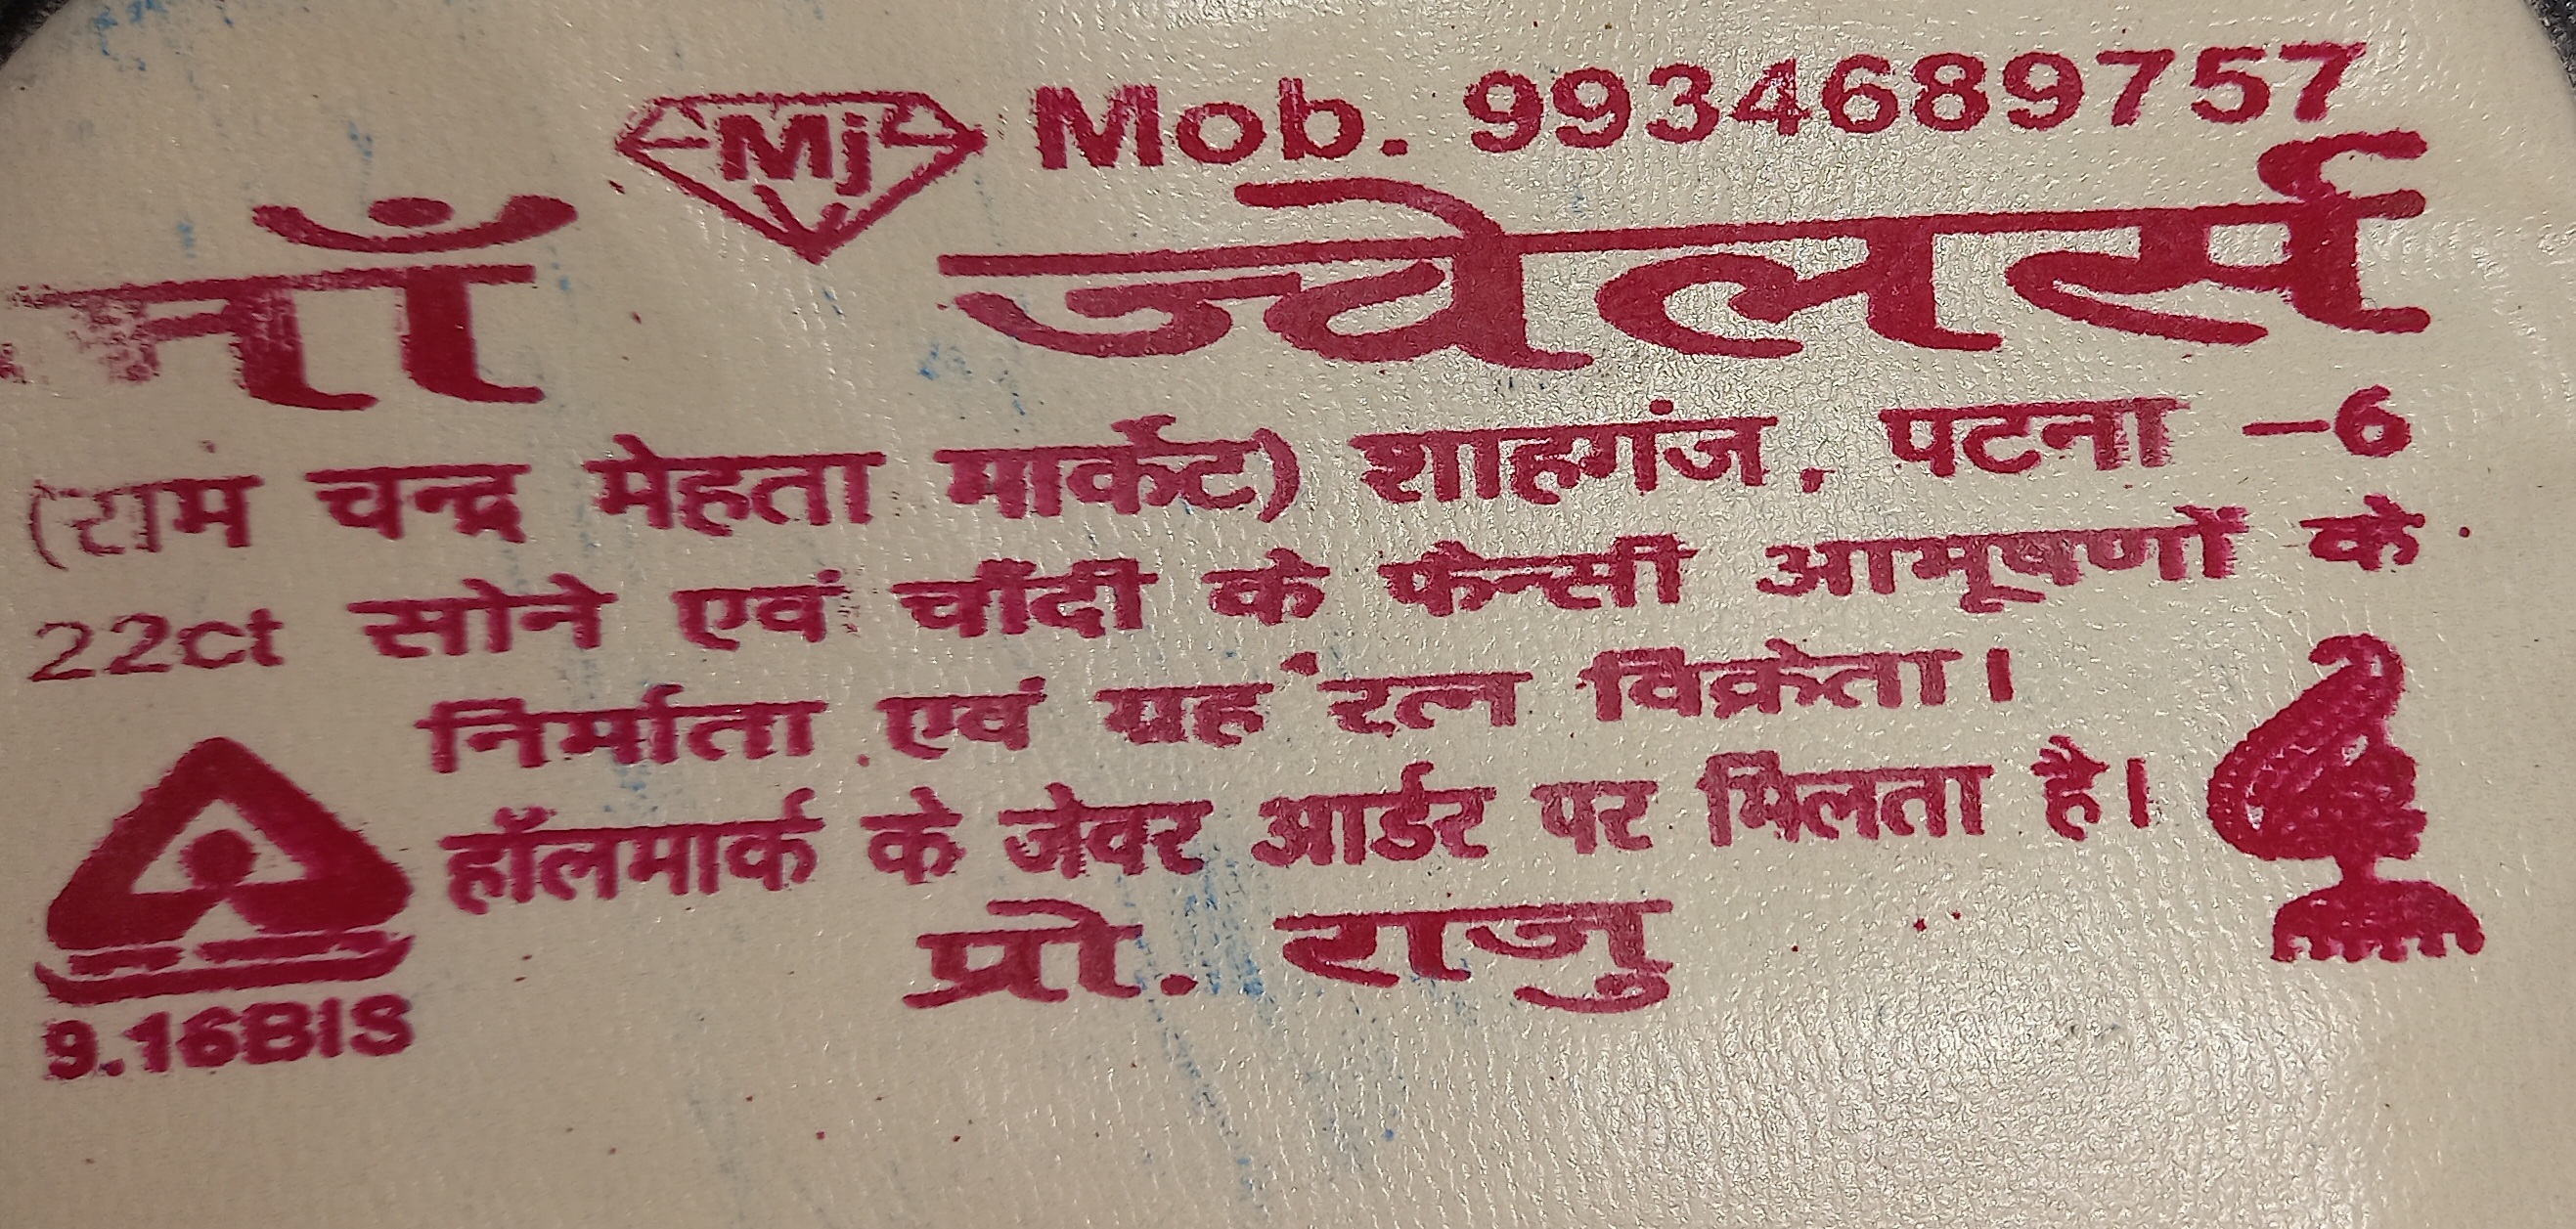 Mj Mob. 9934689757
माँ ज्वेलर्स
(राम चन्द्र मेहता मार्केट) शाहगंज, पटना -6
22ct सोने एवं चाँदी के फैन्सी आभूषणों के
निर्माता एवं ग्रह रत्न विक्रेता।
हॉलमार्क के जेवर आर्डर पर मिलता है।
प्रो. राजु
9.16BIS